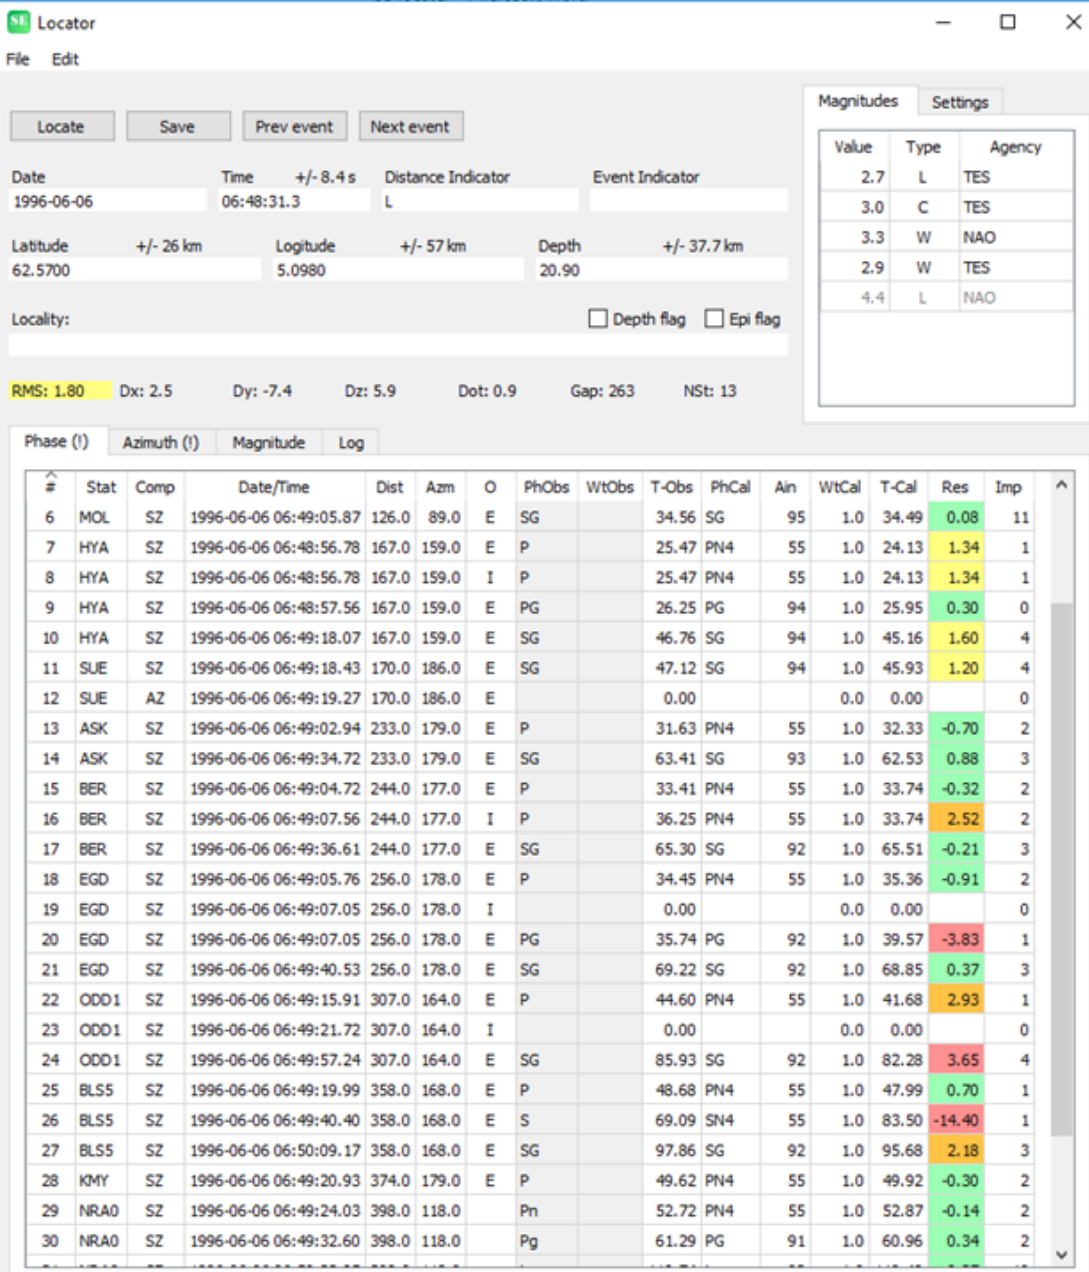 SE Locator
File Edit
Locate Save Prev event Next event
Magnitudes Settings
Value Type Agency
2.7 L TES
3.0 C TES
3.3 W NAO
2.9 W TES
4.4 L NAO
Date Time +/- 8.4 s Distance Indicator Event Indicator
1996-06-06 06:48:31.3 L
Latitude +/- 26 km Logitude +/- 57 km Depth +/- 37.7 km
62.5700 5.0980 20.90
Locality: Depth flag Epi flag
RMS: 1.80 Dx: 2.5 Dy: -7.4 Dz: 5.9 Dot: 0.9 Gap: 263 NSt: 13
Phase (!) Azimuth (!) Magnitude Log
# Stat Comp Date/Time Dist Azm O PhObs WtObs T-Obs PhCal Ain WtCal T-Cal Res Imp
6 MOL SZ 1996-06-06 06:49:05.87 126.0 89.0 E SG 34.56 SG 95 1.0 34.49 0.08 11
7 HYA SZ 1996-06-06 06:48:56.78 167.0 159.0 E P 25.47 PN4 55 1.0 24.13 1.34 1
8 HYA SZ 1996-06-06 06:48:56.78 167.0 159.0 I P 25.47 PN4 55 1.0 24.13 1.34 1
9 HYA SZ 1996-06-06 06:48:57.56 167.0 159.0 E PG 26.25 PG 94 1.0 25.95 0.30 0
10 HYA SZ 1996-06-06 06:49:18.07 167.0 159.0 E SG 46.76 SG 94 1.0 45.16 1.60 4
11 SUE SZ 1996-06-06 06:49:18.43 170.0 186.0 E SG 47.12 SG 94 1.0 45.93 1.20 4
12 SUE AZ 1996-06-06 06:49:19.27 170.0 186.0 E 0.00 0.0 0.00 0
13 ASK SZ 1996-06-06 06:49:02.94 233.0 179.0 E P 31.63 PN4 55 1.0 32.33 -0.70 2
14 ASK SZ 1996-06-06 06:49:34.72 233.0 179.0 E SG 63.41 SG 93 1.0 62.53 0.88 3
15 BER SZ 1996-06-06 06:49:04.72 244.0 177.0 E P 33.41 PN4 55 1.0 33.74 -0.32 2
16 BER SZ 1996-06-06 06:49:07.56 244.0 177.0 I P 36.25 PN4 55 1.0 33.74 2.52 2
17 BER SZ 1996-06-06 06:49:36.61 244.0 177.0 E SG 65.30 SG 92 1.0 65.51 -0.21 3
18 EGD SZ 1996-06-06 06:49:05.76 256.0 178.0 E P 34.45 PN4 55 1.0 35.36 -0.91 2
19 EGD SZ 1996-06-06 06:49:07.05 256.0 178.0 I 0.00 0.0 0.00 0
20 EGD SZ 1996-06-06 06:49:07.05 256.0 178.0 E PG 35.74 PG 92 1.0 39.57 -3.83 1
21 EGD SZ 1996-06-06 06:49:40.53 256.0 178.0 E SG 69.22 SG 92 1.0 68.85 0.37 3
22 ODD1 SZ 1996-06-06 06:49:15.91 307.0 164.0 E P 44.60 PN4 55 1.0 41.68 2.93 1
23 ODD1 SZ 1996-06-06 06:49:21.72 307.0 164.0 I 0.00 0.0 0.00 0
24 ODD1 SZ 1996-06-06 06:49:57.24 307.0 164.0 E SG 85.93 SG 92 1.0 82.28 3.65 4
25 BLS5 SZ 1996-06-06 06:49:19.99 358.0 168.0 E P 48.68 PN4 55 1.0 47.99 0.70 1
26 BLS5 SZ 1996-06-06 06:49:40.40 358.0 168.0 E S 69.09 SN4 55 1.0 83.50 -14.40 1
27 BLS5 SZ 1996-06-06 06:50:09.17 358.0 168.0 E SG 97.86 SG 92 1.0 95.68 2.18 3
28 KMY SZ 1996-06-06 06:49:20.93 374.0 179.0 E P 49.62 PN4 55 1.0 49.92 -0.30 2
29 NRA0 SZ 1996-06-06 06:49:24.03 398.0 118.0 Pn 52.72 PN4 55 1.0 52.87 -0.14 2
30 NRA0 SZ 1996-06-06 06:49:32.60 398.0 118.0 Pg 61.29 PG 91 1.0 60.96 0.34 2